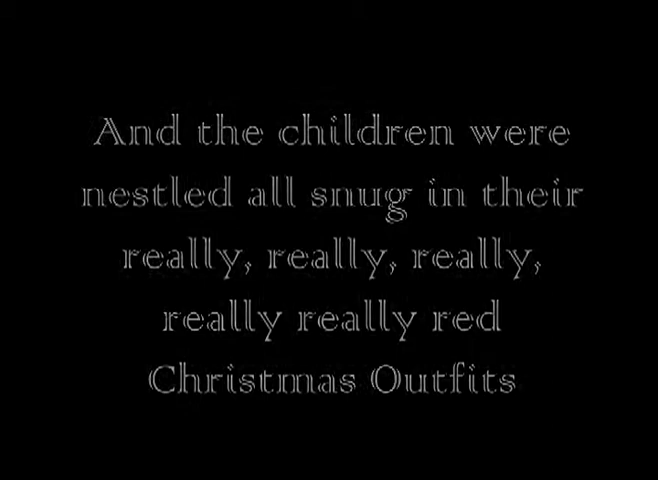 And the children were
nestled all snug in their
really, really, really,
really really red
Christmas Outfits